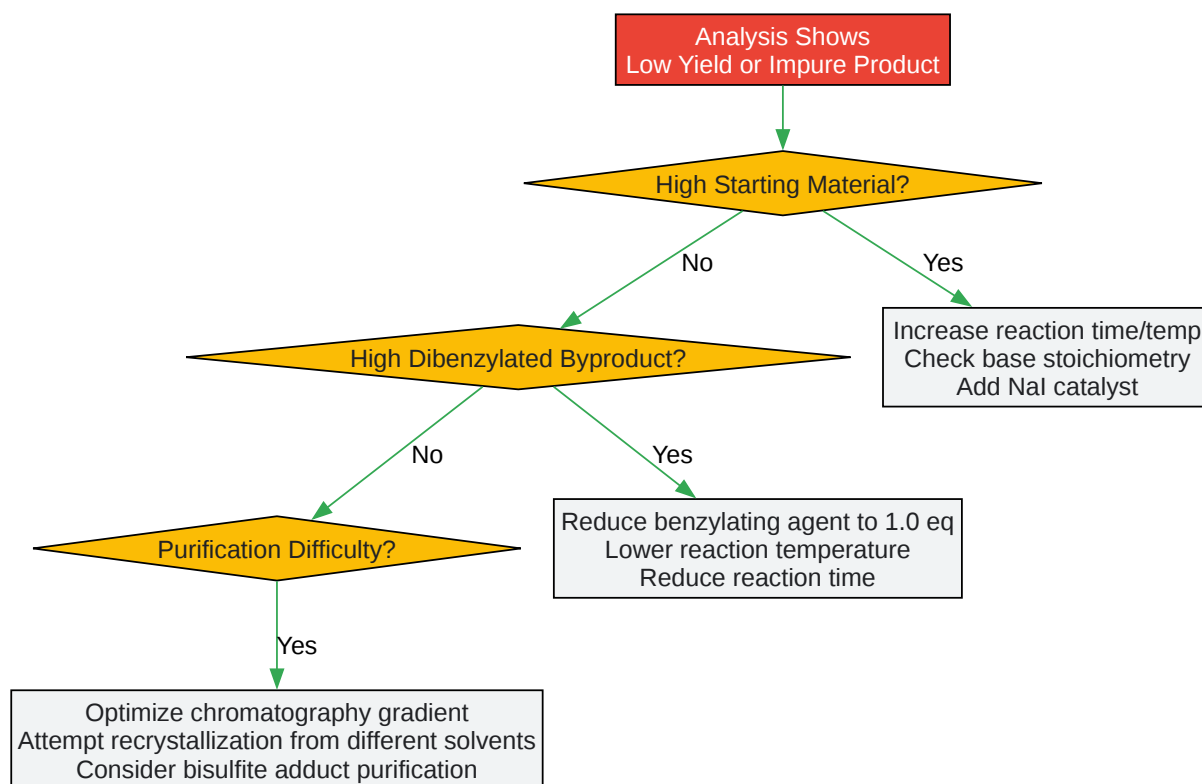 Analysis Shows
Low Yield or Impure Product
High Starting Material?
No
Yes
Increase reaction time/temp
Check base stoichiometry
Add NaI catalyst
High Dibenzylated Byproduct?
No
Yes
Reduce benzylating agent to 1.0 eq
Lower reaction temperature
Reduce reaction time
Purification Difficulty?
Yes
Optimize chromatography gradient
Attempt recrystallization from different solvents
Consider bisulfite adduct purification